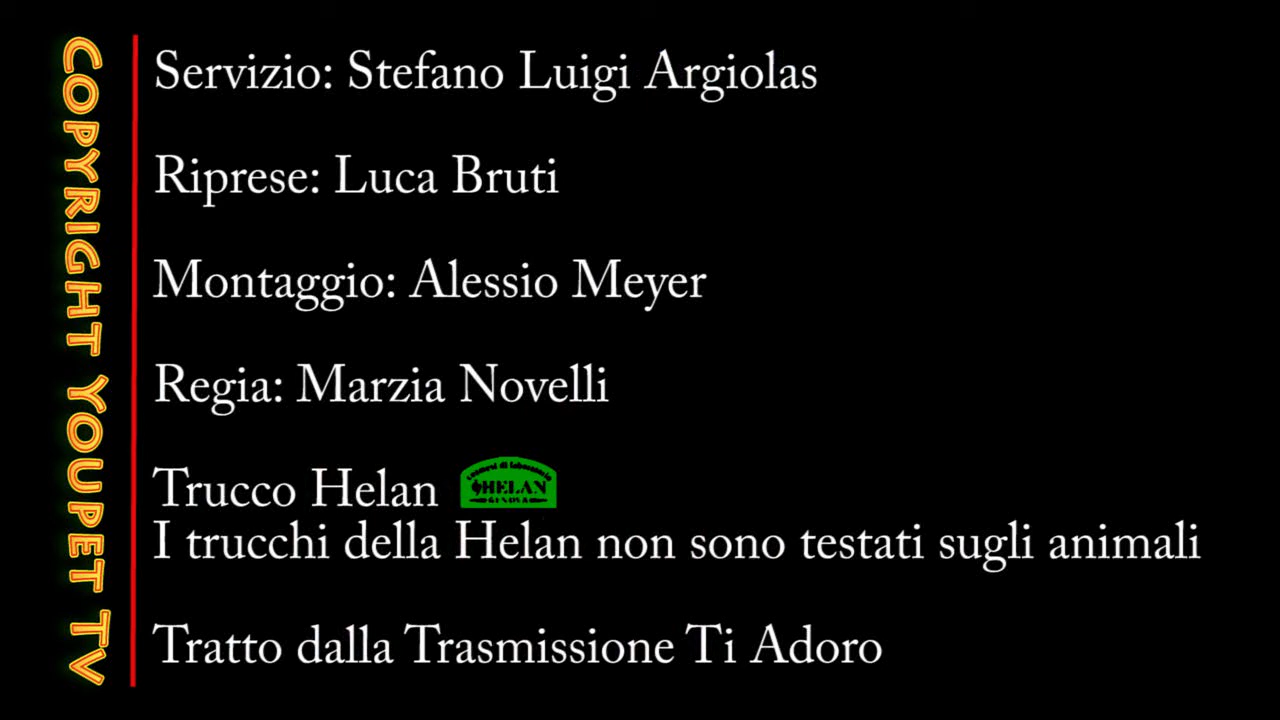 COPYRIGHT YOUPET TV
Servizio: Stefano Luigi Argiolas
Riprese: Luca Bruti
Montaggio: Alessio Meyer
Regia: Marzia Novelli
Trucco Helan
HELAN
GENOVA
I trucchi della Helan non sono testati sugli animali
Tratto dalla Trasmissione Ti Adoro